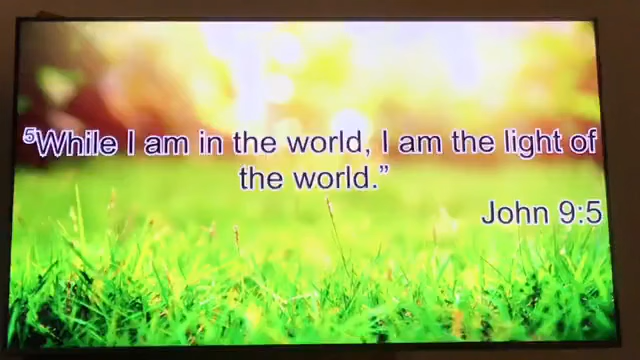 ⁵While I am in the world, I am the light of
the world.”
John 9:5